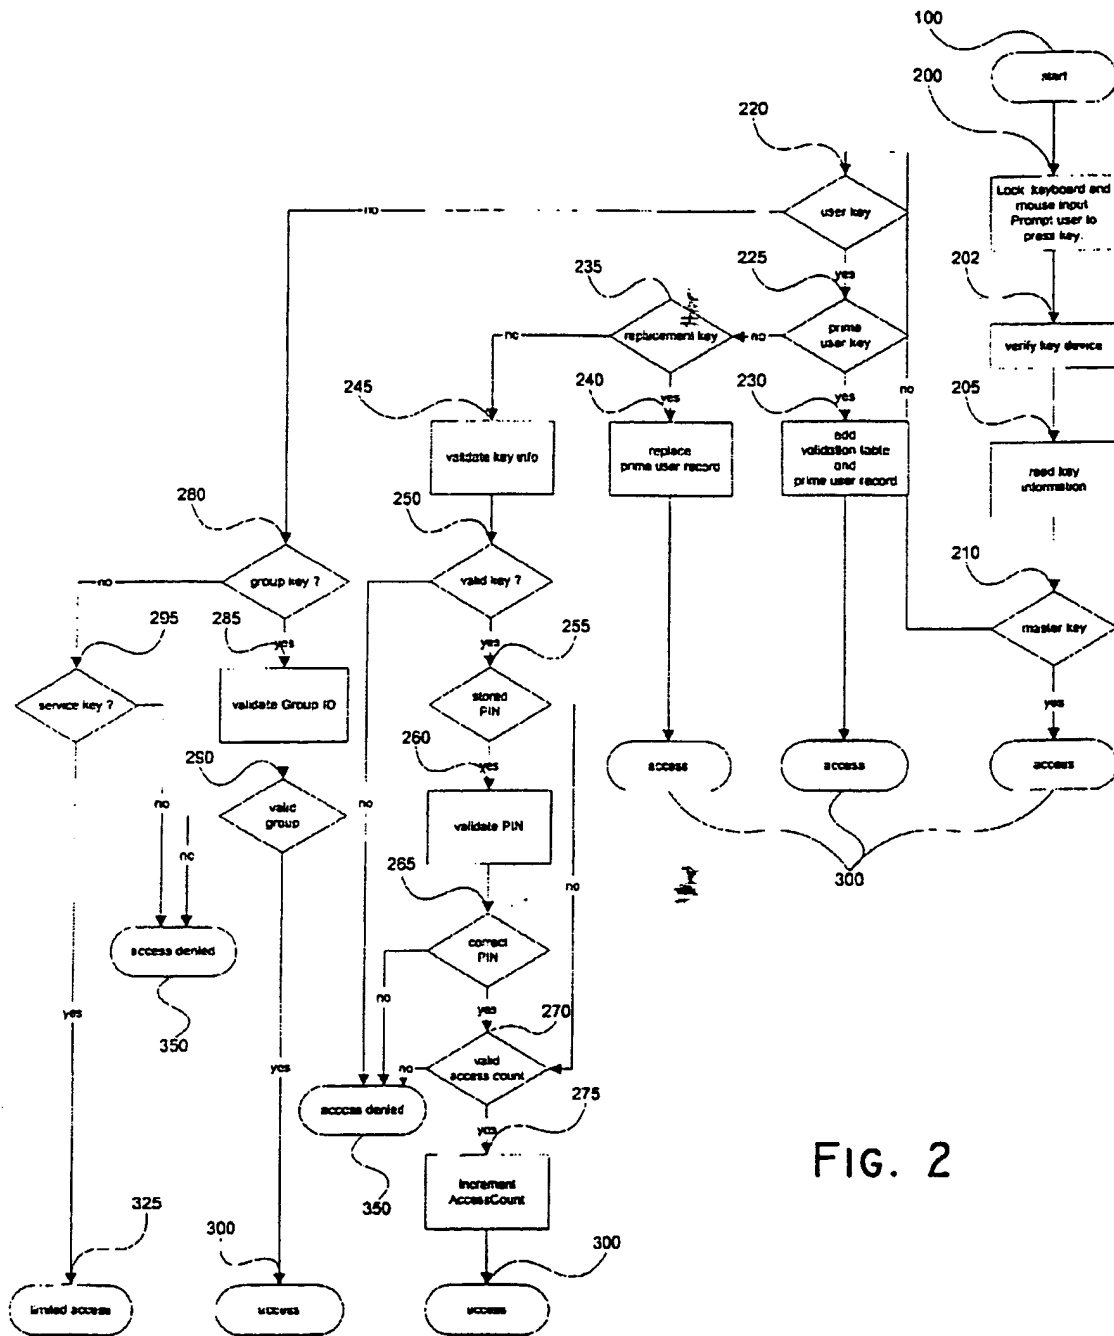 100
start
200
220
Lock keyboard and
mouse input
Prompt user to
press key.
user key
no
202
235
225
yes
prime
user key
replacement key
no
no
verify key device
245
240
230
205
yes
yes
no
validate key info
replace
prime user record
add
validation table
and
prime user record
read key
information
280
250
210
group key ?
no
valid key ?
no
master key
295
285
yes
yes
255
service key ?
validate Group ID
stored
PIN
yes
290
260
yes
access
access
access
no
valid
group
no
validate PIN
no
265
no
300
access denied
correct
PIN
no
350
yes
yes
yes
270
valid
access count
no
access denied
275
yes
350
Increment
AccessCount
FIG. 2
325
300
300
limited access
access
access